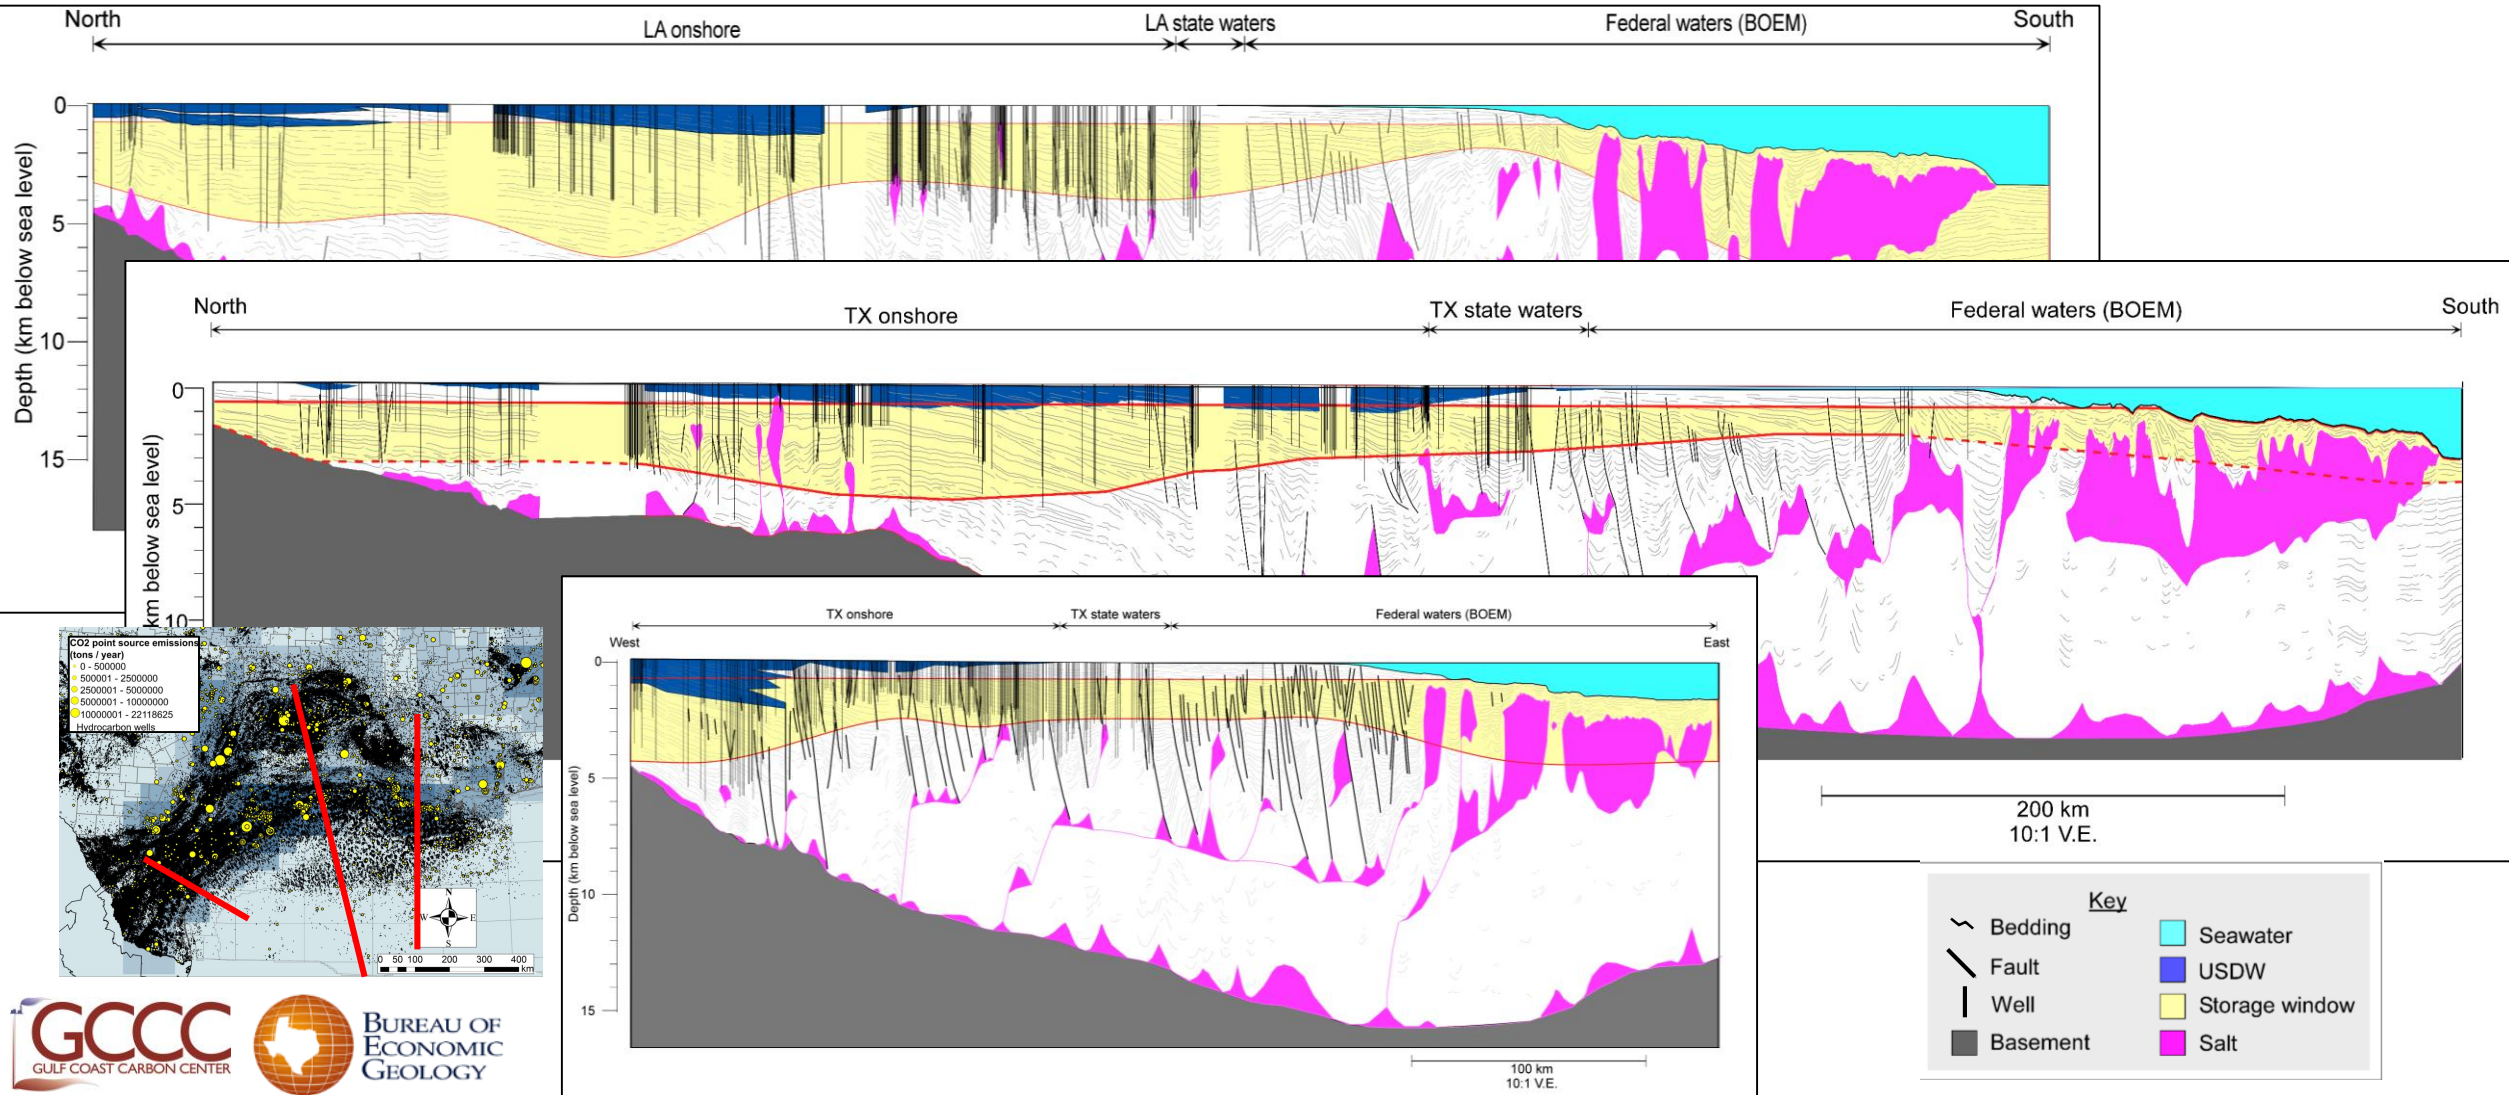 North
LA onshore
LA state waters
Federal waters (BOEM)
South
0
5
10
15
Depth (km below sea level)
North
TX onshore
TX state waters
Federal waters (BOEM)
South
0
5
10
km below sea level)
200 km
10:1 V.E.
TX onshore
TX state waters
Federal waters (BOEM)
West
East
0
5
10
15
Depth (km below sea level)
100 km
10:1 V.E.
CO2 point source emissions
(tons / year)
0 - 500000
500001 - 2500000
2500001 - 5000000
5000001 - 10000000
10000001 - 22118625
Hydrocarbon wells
N
W
E
S
0 50 100 200 300 400
km
Key
Bedding
Fault
Well
Basement
Seawater
USDW
Storage window
Salt
GCCC
GULF COAST CARBON CENTER
BUREAU OF
ECONOMIC
GEOLOGY